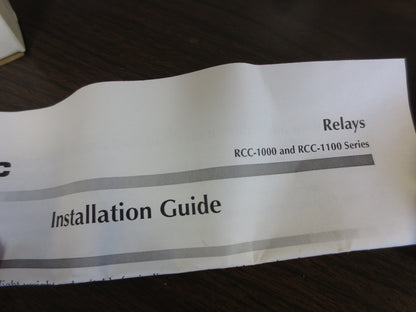 Relays
RCC-1000 and RCC-1100 Series
c
Installation Guide